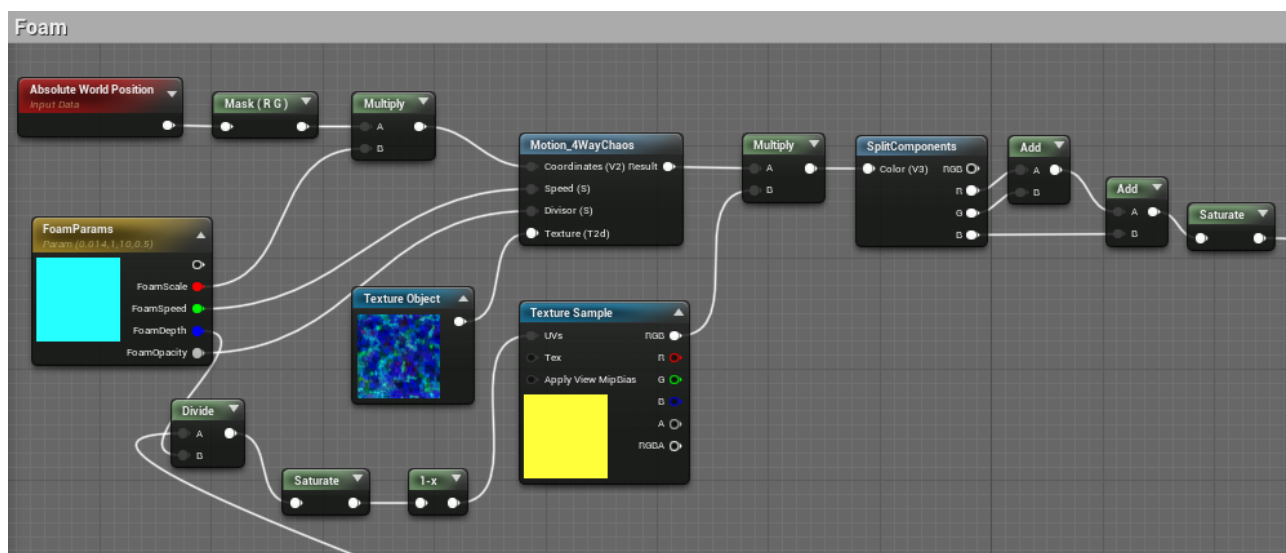 Foam
Absolute World Position
Input Data
Mask ( R G )
Multiply
A
B
Motion_4WayChaos
Coordinates (V2) Result
Speed (S)
Divisor (S)
Texture (T2d)
Multiply
A
B
SplitComponents
Color (V3) RGB
R
G
B
Add
A
B
Add
A
B
Saturate
FoamParams
Param (0.014,1,10,0.5)
FoamScale
FoamSpeed
FoamDepth
FoamOpacity
Texture Object
Texture Sample
UVs RGB
Tex R
Apply View MipBias G
B
A
RGBA
Divide
A
B
Saturate
1-x